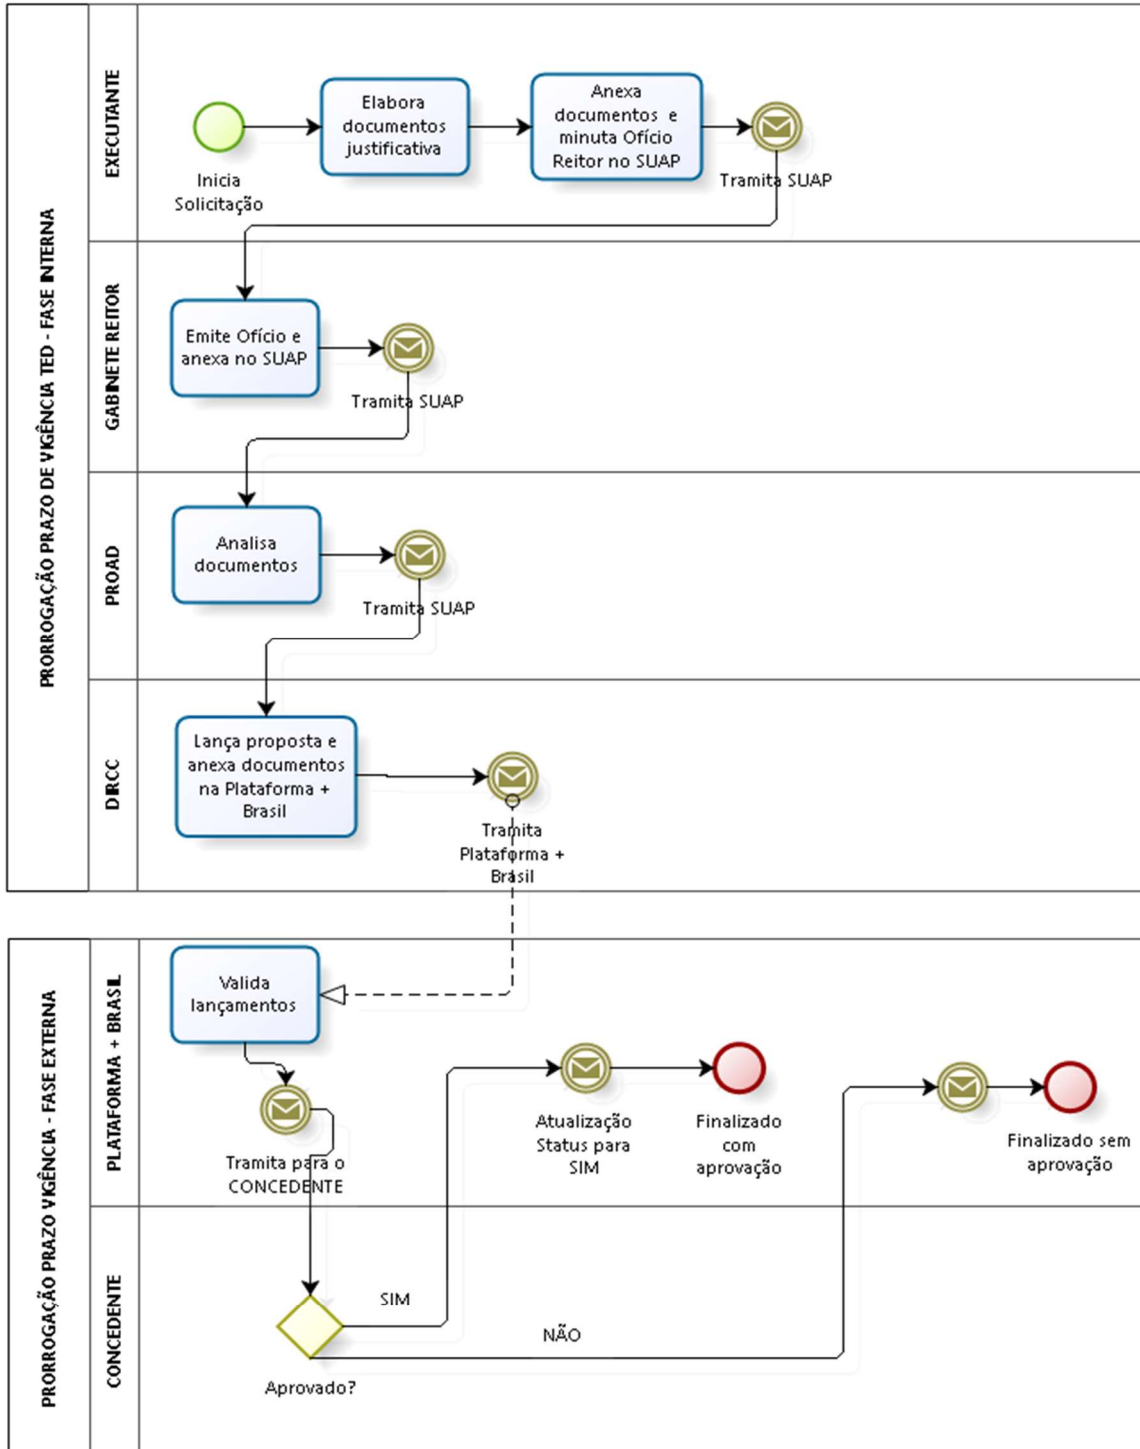 PRORROGAÇÃO PRAZO DE VIGÊNCIA TED - FASE INTERNA
EXECUTANTE
Inicia
Solicitação
Elabora
documentos
justificativa
Anexa
documentos e
minuta Ofício
Reitor no SUAP
Tramita SUAP
GABINETE REITOR
Emite Ofício e
anexa no SUAP
Tramita SUAP
PROAD
Analisa
documentos
Tramita SUAP
DIRCC
Lança proposta e
anexa documentos
na Plataforma +
Brasil
Tramita
Plataforma +
Brasil
PRORROGAÇÃO PRAZO VIGÊNCIA - FASE EXTERNA
PLATAFORMA + BRASIL
Valida
lançamentos
Tramita para o
CONCEDENTE
Atualização
Status para
SIM
Finalizado
com
aprovação
Finalizado sem
aprovação
CONCEDENTE
Aprovado?
SIM
NÃO